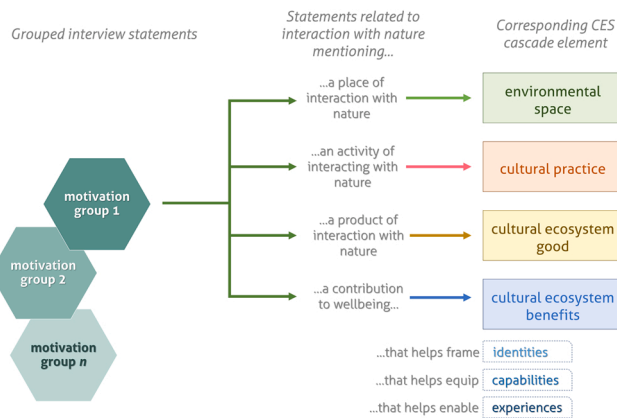 Grouped interview statements
Statements related to
interaction with nature
mentioning...
Corresponding CES
cascade element
motivation
group 1
motivation
group 2
motivation
group n
...a place of
interaction with
nature
environmental
space
...an activity of
interacting with
nature
cultural practice
...a product of
interaction with
nature
cultural ecosystem
good
...a contribution
to wellbeing...
cultural ecosystem
benefits
...that helps frame identities
...that helps equip capabilities
...that helps enable experiences